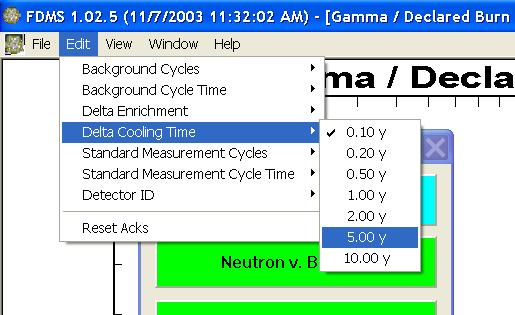 FDMS 1.02.5 (11/7/2003 11:32:02 AM) - [Gamma / Declared Burn
File Edit View Window Help
ma / Decla
Background Cycles
Background Cycle Time
Delta Enrichment
Delta Cooling Time
Standard Measurement Cycles
Standard Measurement Cycle Time
Detector ID
Reset Acks
0.10 y
0.20 y
0.50 y
1.00 y
2.00 y
5.00 y
10.00 y
Neutron v. B